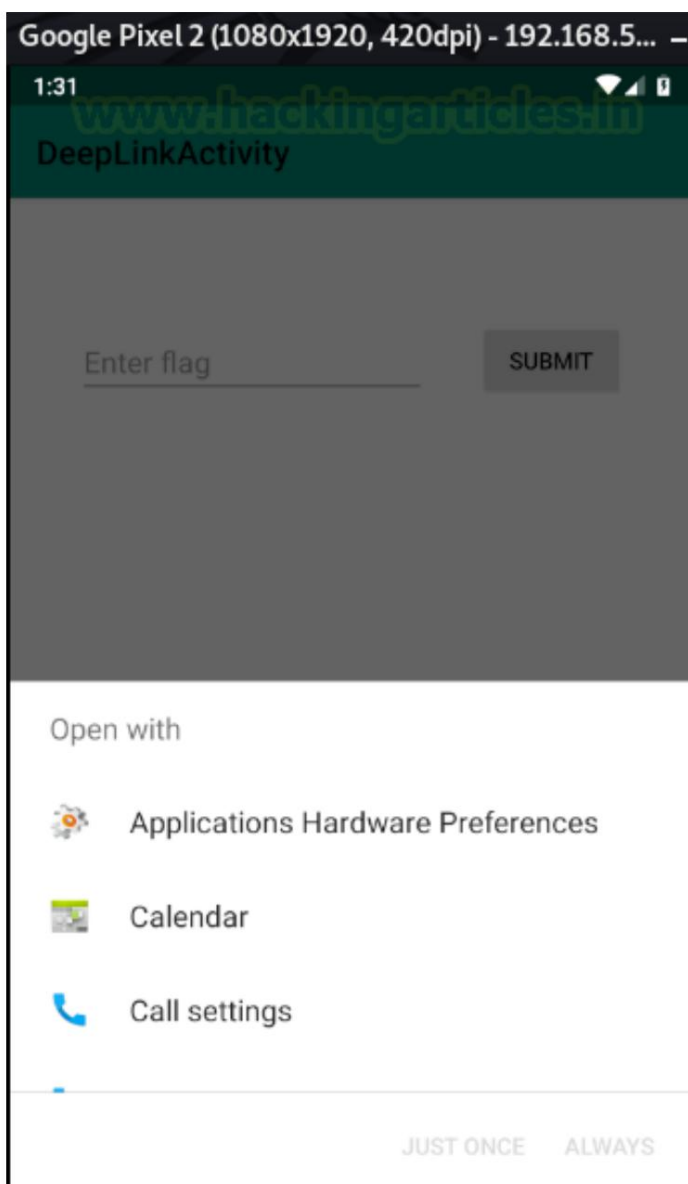 Google Pixel 2 (1080x1920, 420dpi) - 192.168.5... –
1:31
www.hackingarticles.in
DeepLinkActivity
Enter flag
SUBMIT
Open with
Applications Hardware Preferences
Calendar
Call settings
JUST ONCE ALWAYS